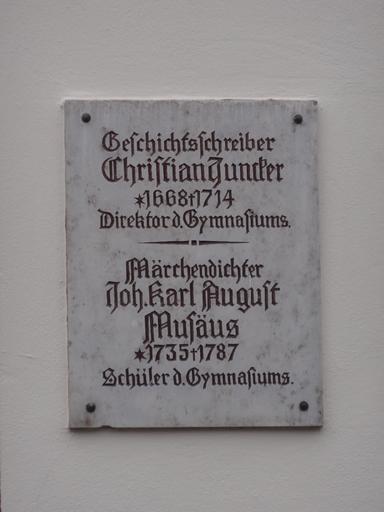 Geschichtsschreiber
Christian Juncker
*1668†1714
Direktor d. Gymnasiums.
Märchendichter
Joh. Karl August
Musäus
*1735†1787
Schüler d. Gymnasiums.